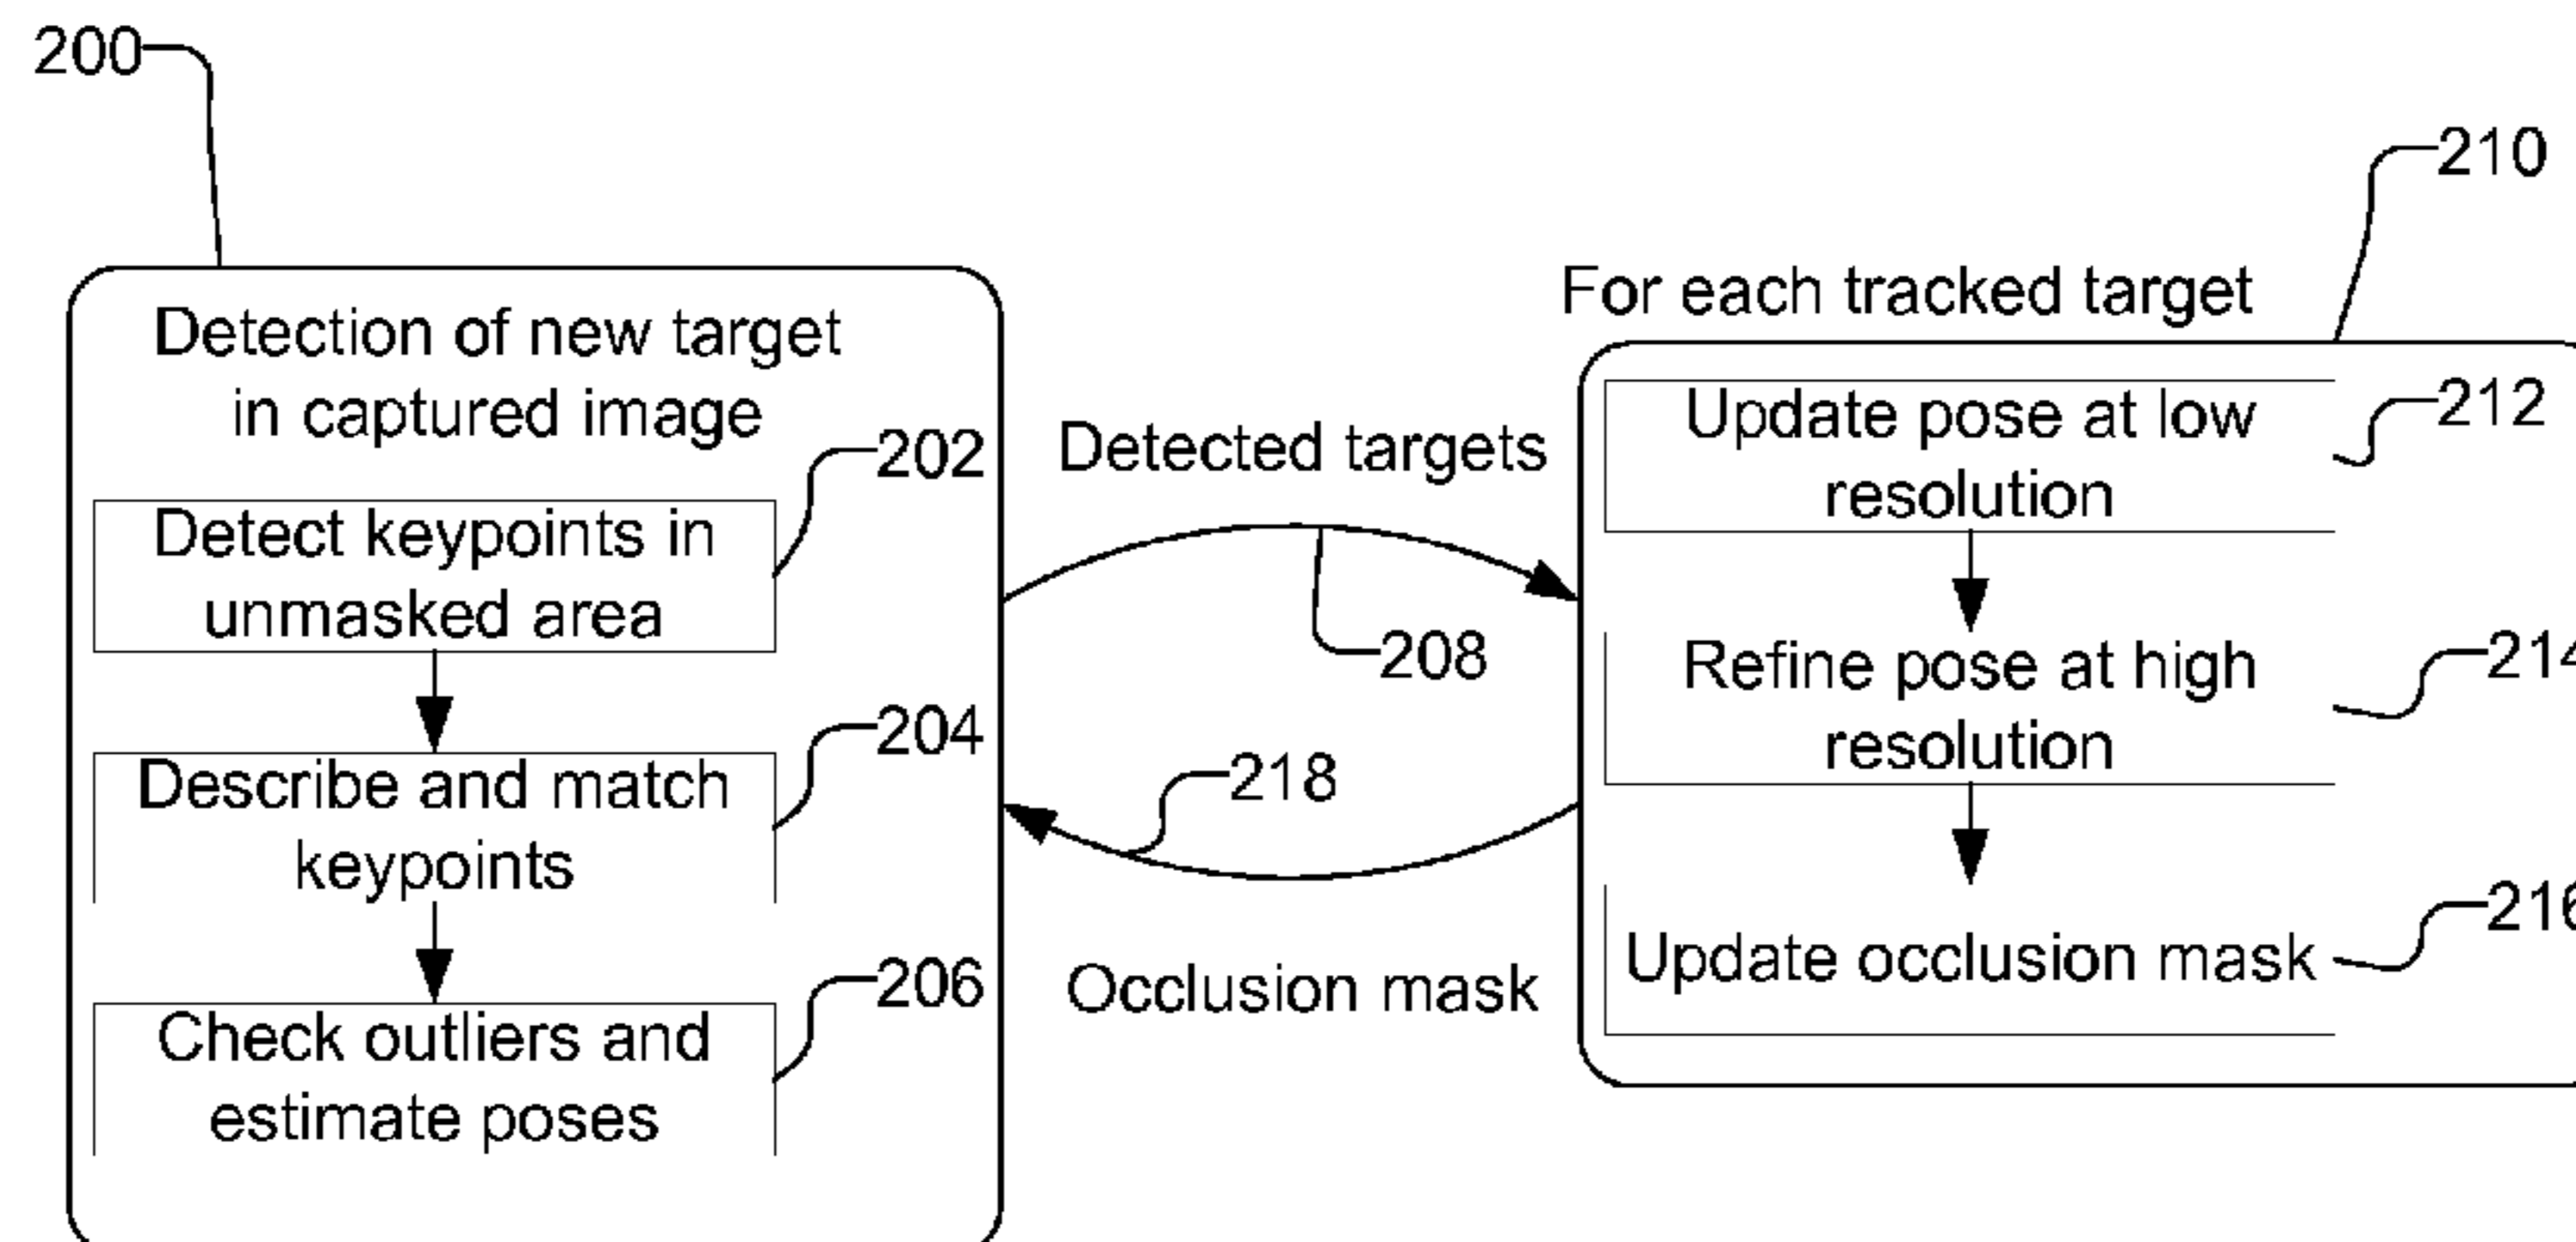 200
Detection of new target
in captured image
202
Detect keypoints in
unmasked area
204
Describe and match
keypoints
206
Check outliers and
estimate poses
Detected targets
208
218
Occlusion mask
210
For each tracked target
212
Update pose at low
resolution
214
Refine pose at high
resolution
216
Update occlusion mask